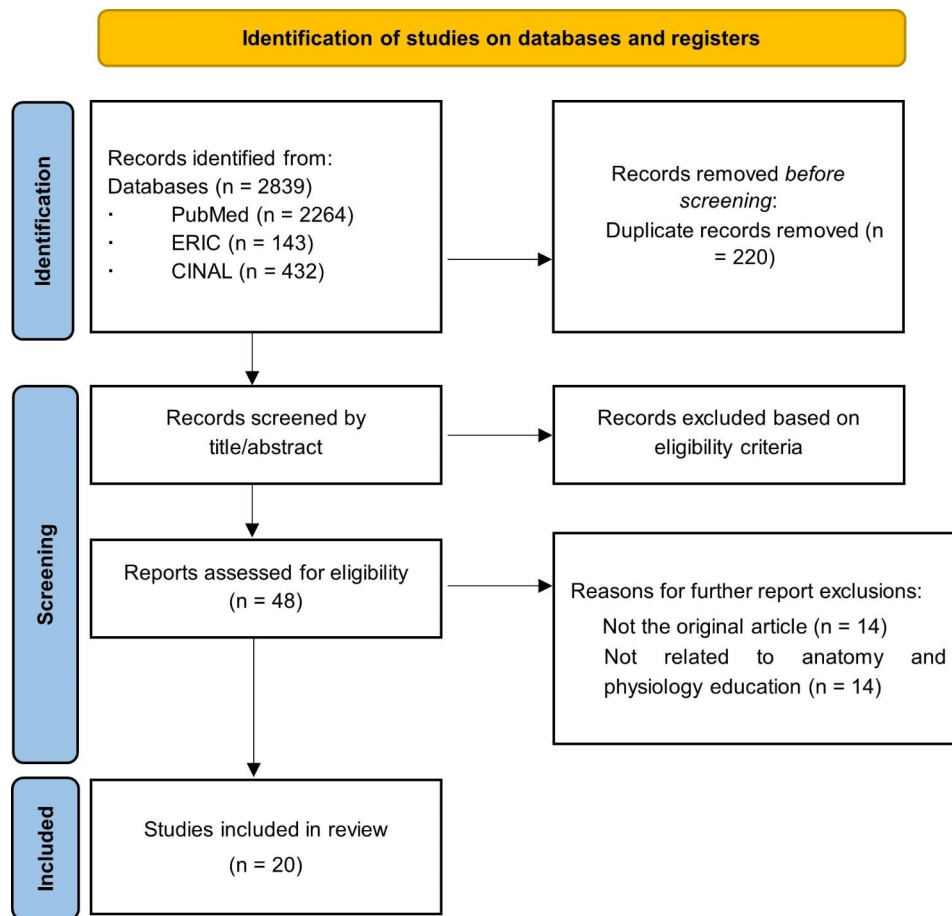 Identification of studies on databases and registers
Identification
Records identified from:
Databases (n = 2839)
· PubMed (n = 2264)
· ERIC (n = 143)
· CINAL (n = 432)
Records removed before
screening:
Duplicate records removed (n
= 220)
Screening
Records screened by
title/abstract
Records excluded based on
eligibility criteria
Reports assessed for eligibility
(n = 48)
Reasons for further report exclusions:
Not the original article (n = 14)
Not related to anatomy and
physiology education (n = 14)
Included
Studies included in review
(n = 20)